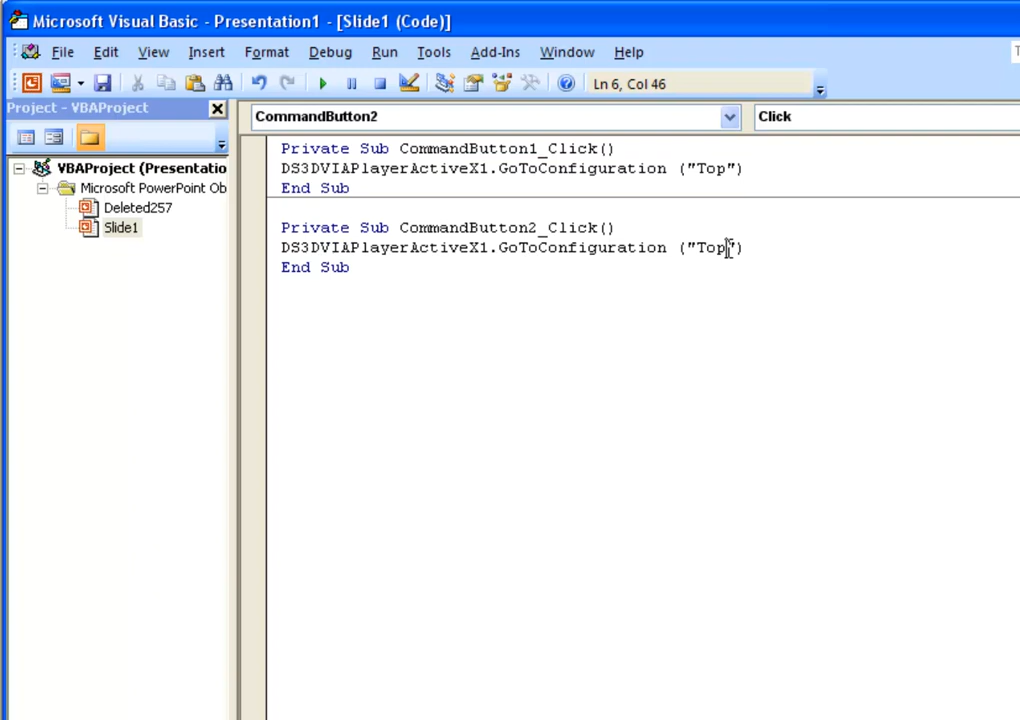 Microsoft Visual Basic - Presentation1 - [Slide1 (Code)]
File Edit View Insert Format Debug Run Tools Add-Ins Window Help
Ln 6, Col 46
Project - VBAProject
CommandButton2
Click
VBAProject (Presentatio
Microsoft PowerPoint Ob
Deleted257
Slide1
Private Sub CommandButton1_Click()
DS3DVIAPlayerActiveX1.GoToConfiguration ("Top")
End Sub
Private Sub CommandButton2_Click()
DS3DVIAPlayerActiveX1.GoToConfiguration ("Top")
End Sub